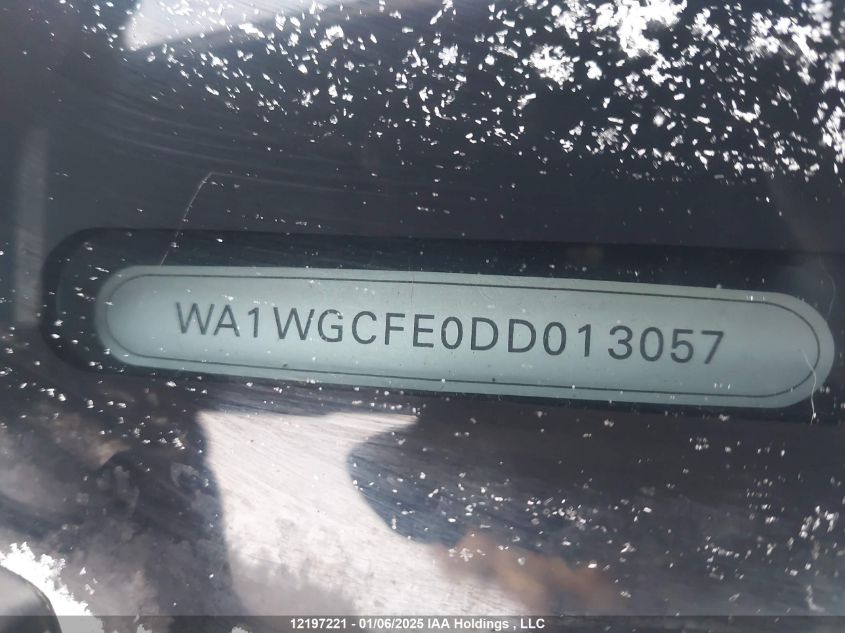 WA1WGCFE0DD013057
12197221 - 01/06/2025 IAA Holdings , LLC